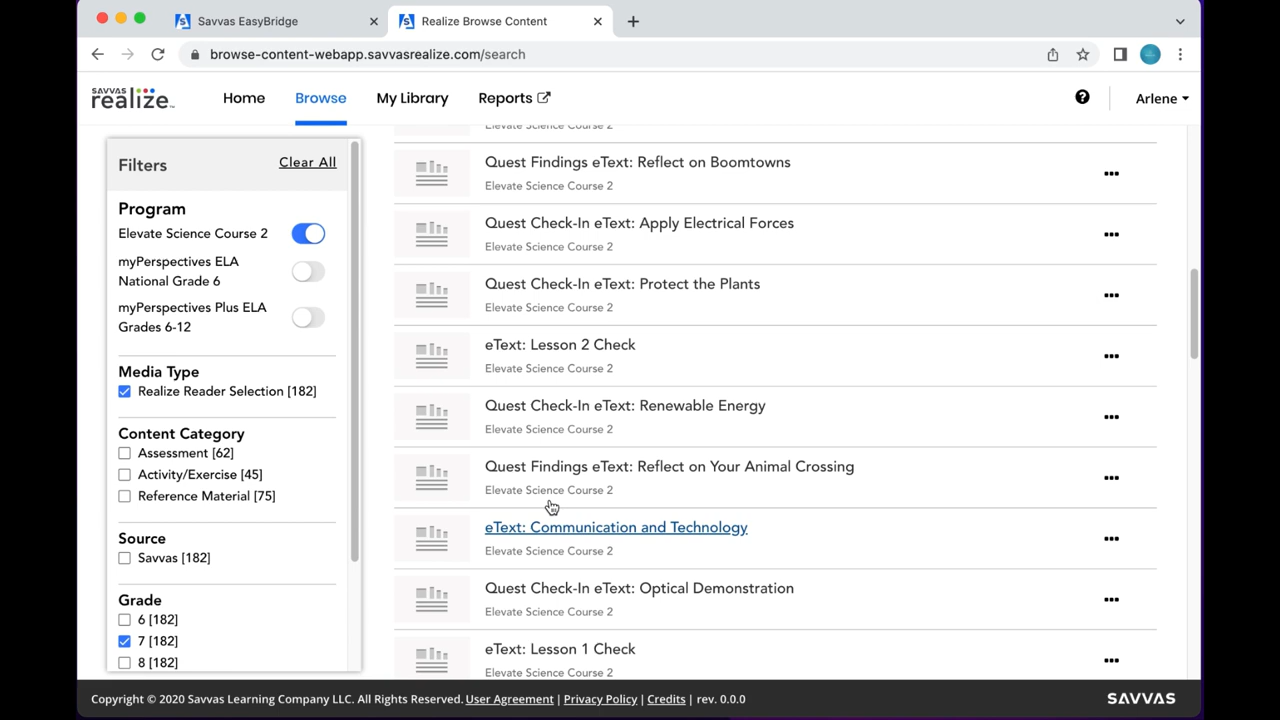 Savvas EasyBridge
Realize Browse Content
browse-content-webapp.savvasrealize.com/search
SAVVAS realize™
Home
Browse
My Library
Reports
Arlene
Filters
Clear All
Program
Elevate Science Course 2
myPerspectives ELA
National Grade 6
myPerspectives Plus ELA
Grades 6-12
Media Type
Realize Reader Selection [182]
Content Category
Assessment [62]
Activity/Exercise [45]
Reference Material [75]
Source
Savvas [182]
Grade
6 [182]
7 [182]
8 [182]
Elevate Science Course 2
Quest Findings eText: Reflect on Boomtowns
Elevate Science Course 2
Quest Check-In eText: Apply Electrical Forces
Elevate Science Course 2
Quest Check-In eText: Protect the Plants
Elevate Science Course 2
eText: Lesson 2 Check
Elevate Science Course 2
Quest Check-In eText: Renewable Energy
Elevate Science Course 2
Quest Findings eText: Reflect on Your Animal Crossing
Elevate Science Course 2
eText: Communication and Technology
Elevate Science Course 2
Quest Check-In eText: Optical Demonstration
Elevate Science Course 2
eText: Lesson 1 Check
Elevate Science Course 2
Copyright © 2020 Savvas Learning Company LLC. All Rights Reserved. User Agreement | Privacy Policy | Credits | rev. 0.0.0
SAVVAS